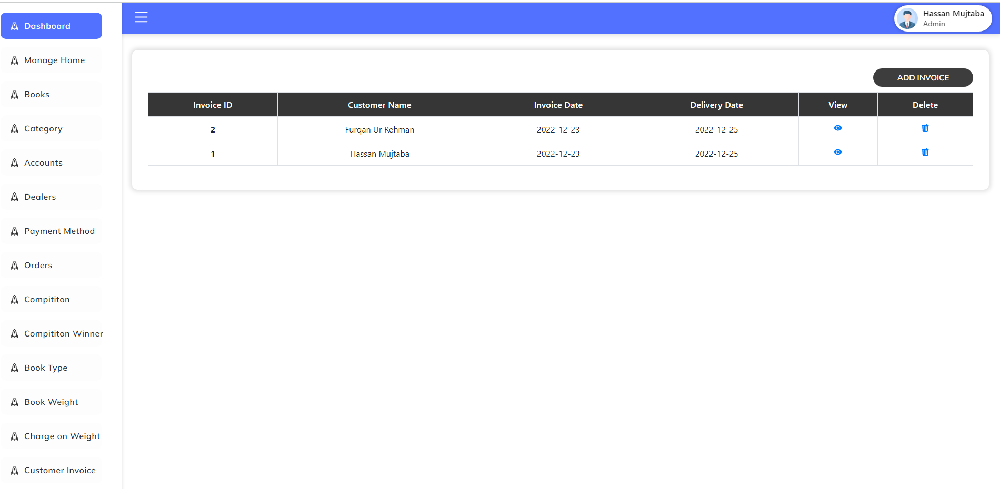 Dashboard
Manage Home
Books
Category
Accounts
Dealers
Payment Method
Orders
Compititon
Compititon Winner
Book Type
Book Weight
Charge on Weight
Customer Invoice
Hassan Mujtaba
Admin
ADD INVOICE
Invoice ID Customer Name Invoice Date Delivery Date View Delete
2 Furqan Ur Rehman 2022-12-23 2022-12-25
1 Hassan Mujtaba 2022-12-23 2022-12-25